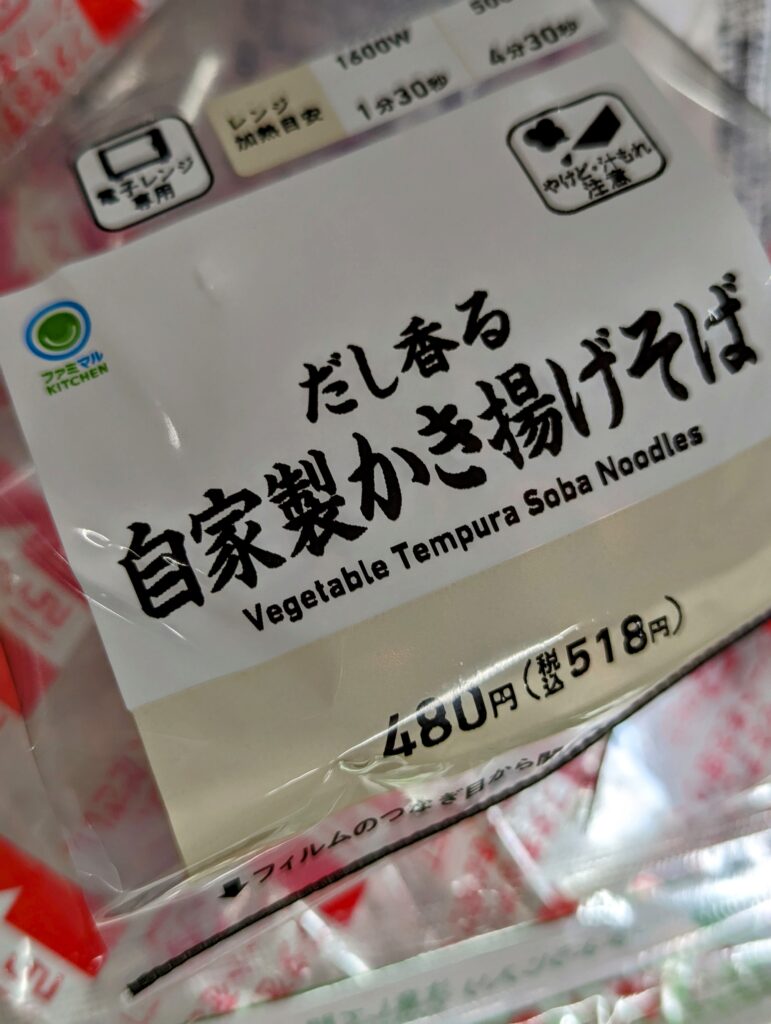 1600W
1分30秒
4分30秒
レンジ
加熱目安
電子レンジ
専用
やけど・汁もれ
注意
ファミマル
KITCHEN
だし香る
自家製かき揚げそば
Vegetable Tempura Soba Noodles
480円(税込518円)
フィルムのつなぎ目から